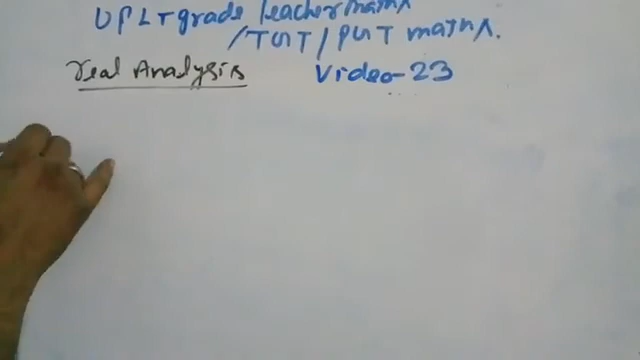 UP LT grade Teacher maths
/TGT/PGT maths.
real Analysis Video-23